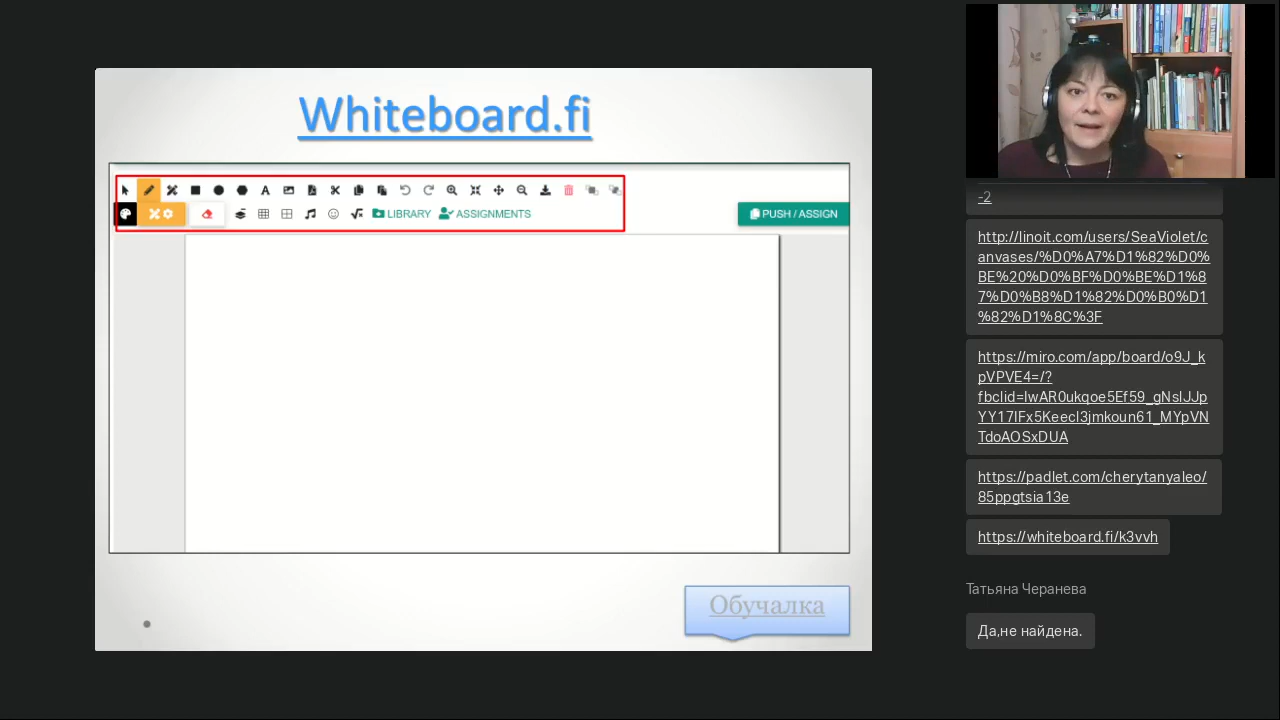 Whiteboard.fi
LIBRARY ASSIGNMENTS
PUSH / ASSIGN
Обучалка
-2
http://linoit.com/users/SeaViolet/c
anvases/%D0%A7%D1%82%D0%
BE%20%D0%BF%D0%BE%D1%8
7%D0%B8%D1%82%D0%B0%D1
%82%D1%8C%3F
https://miro.com/app/board/o9J_k
pVPVE4=/?
fbclid=IwAR0ukqoe5Ef59_gNslJJp
YY17IFx5Keecl3jmkoun61_MYpVN
TdoAOSxDUA
https://padlet.com/cherytanyaleo/
85ppgtsia13e
https://whiteboard.fi/k3vvh
Татьяна Черанева
Да,не найдена.